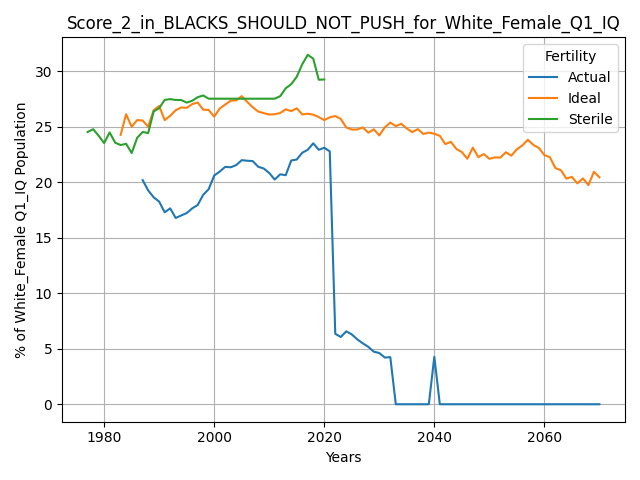 Score_2_in_BLACKS_SHOULD_NOT_PUSH_for_White_Female_Q1_IQ
Fertility
Actual
Ideal
Sterile
% of White_Female Q1_IQ Population
30
25
20
15
10
5
0
1980 2000 2020 2040 2060
Years